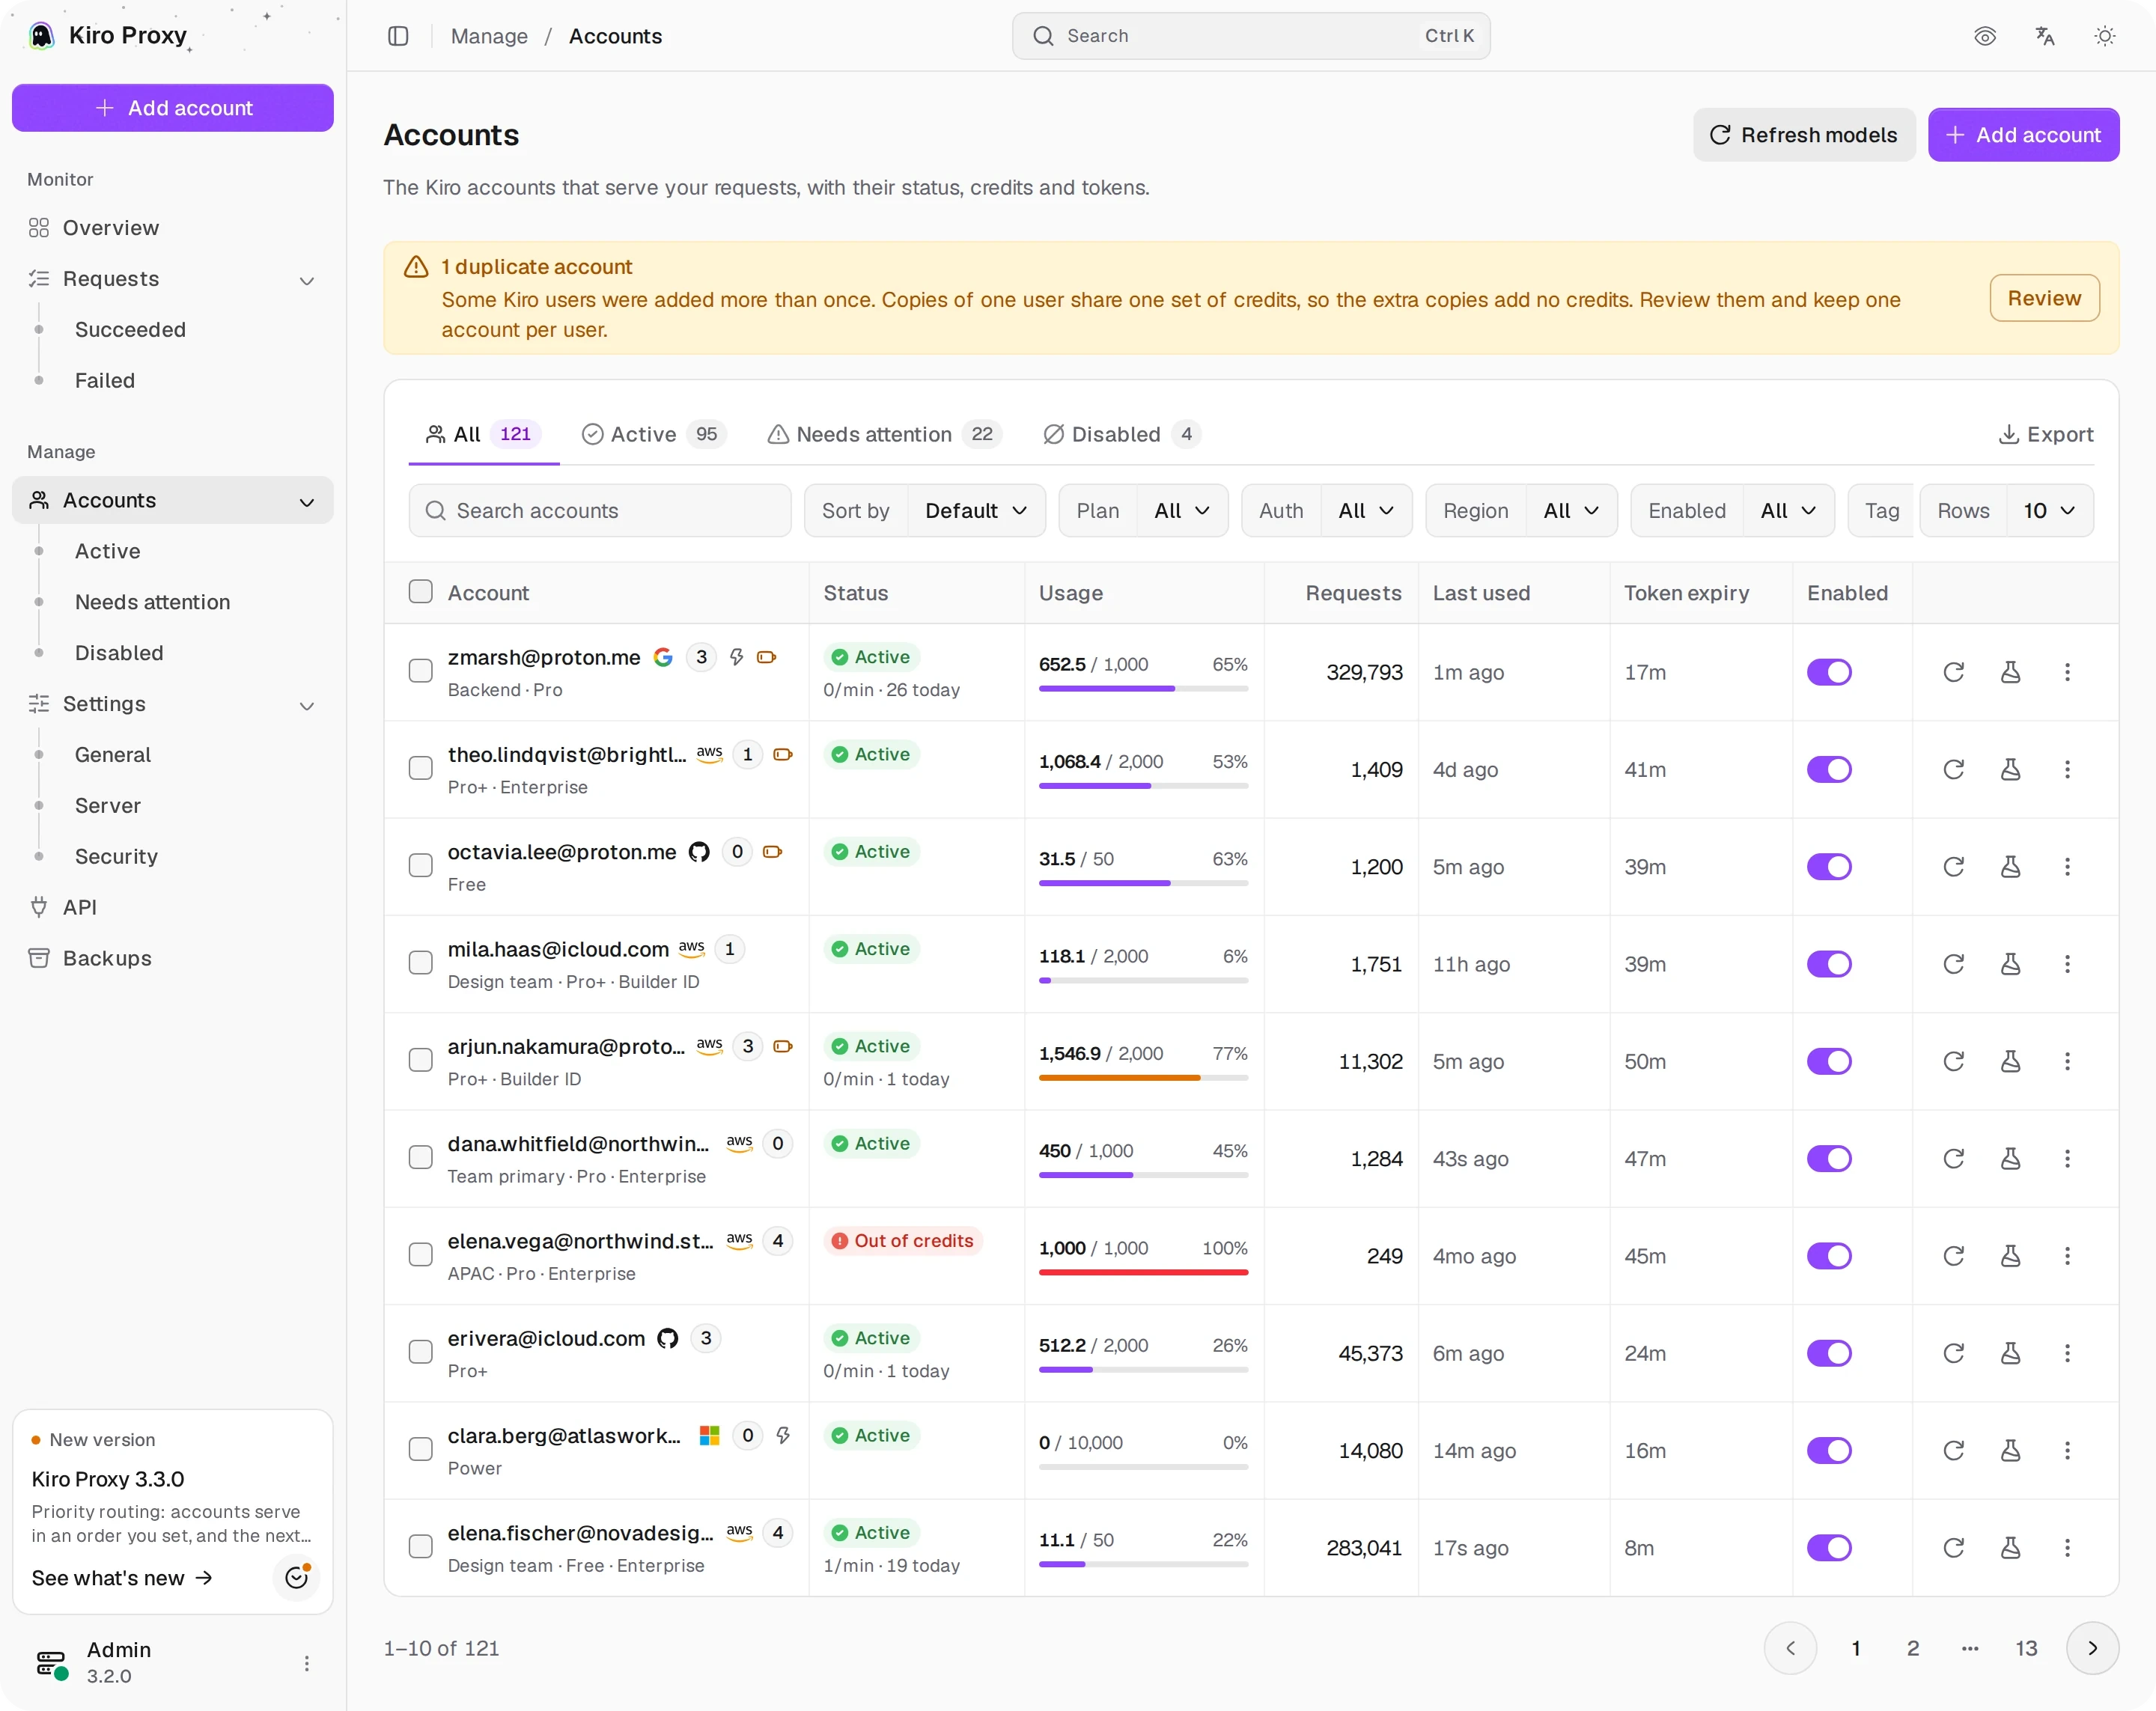 Kiro Proxy
Add account
Monitor
Overview
Requests
Succeeded
Failed
Manage
Accounts
Active
Needs attention
Disabled
Settings
General
Server
Security
API
Backups
New version
Kiro Proxy 3.3.0
Priority routing: accounts serve
in an order you set, and the next...
See what's new
Admin
3.2.0
Manage / Accounts
Search Ctrl K
Accounts
Refresh models
Add account
The Kiro accounts that serve your requests, with their status, credits and tokens.
1 duplicate account
Some Kiro users were added more than once. Copies of one user share one set of credits, so the extra copies add no credits. Review them and keep one
account per user.
Review
All 121 Active 95 Needs attention 22 Disabled 4 Export
Search accounts Sort by Default Plan All Auth All Region All Enabled All Tag Rows 10
Account Status Usage Requests Last used Token expiry Enabled
zmarsh@proton.me 3 Active 652.5 / 1,000 65% 329,793 1m ago 17m
Backend · Pro 0/min · 26 today
theo.lindqvist@brightl... aws 1 Active 1,068.4 / 2,000 53% 1,409 4d ago 41m
Pro+ · Enterprise
octavia.lee@proton.me 0 Active 31.5 / 50 63% 1,200 5m ago 39m
Free
mila.haas@icloud.com aws 1 Active 118.1 / 2,000 6% 1,751 11h ago 39m
Design team · Pro+ · Builder ID
arjun.nakamura@proto... aws 3 Active 1,546.9 / 2,000 77% 11,302 5m ago 50m
Pro+ · Builder ID 0/min · 1 today
dana.whitfield@northwin... aws 0 Active 450 / 1,000 45% 1,284 43s ago 47m
Team primary · Pro · Enterprise
elena.vega@northwind.st... aws 4 Out of credits 1,000 / 1,000 100% 249 4mo ago 45m
APAC · Pro · Enterprise
erivera@icloud.com 3 Active 512.2 / 2,000 26% 45,373 6m ago 24m
Pro+ 0/min · 1 today
clara.berg@atlaswork... 0 Active 0 / 10,000 0% 14,080 14m ago 16m
Power
elena.fischer@novadesig... aws 4 Active 11.1 / 50 22% 283,041 17s ago 8m
Design team · Free · Enterprise 1/min · 19 today
1–10 of 121
1 2 ... 13